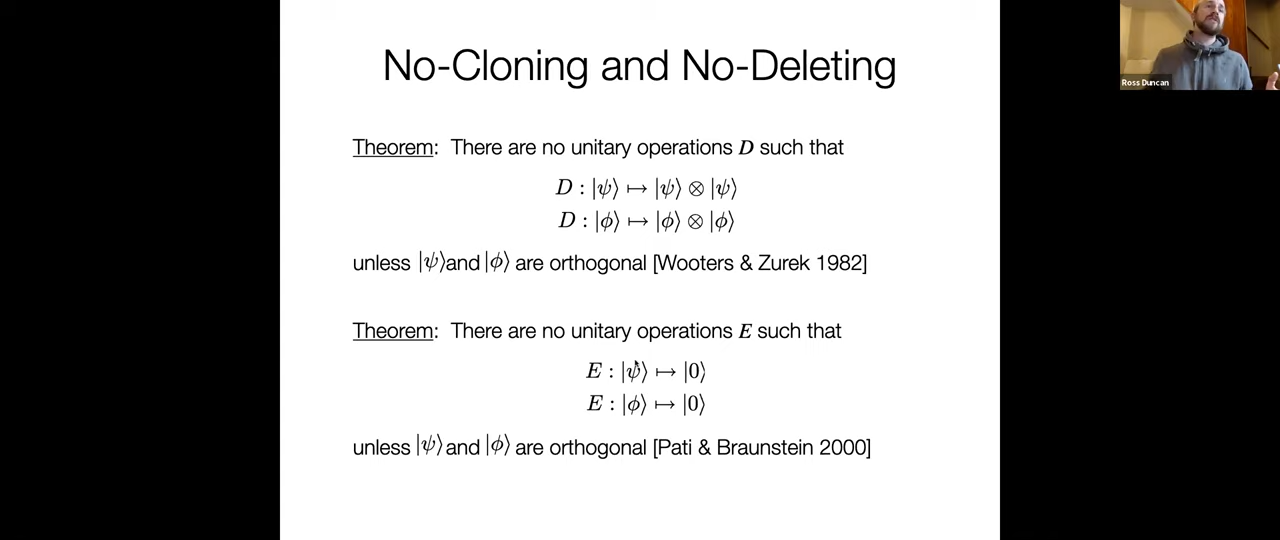 No-Cloning and No-Deleting
Ross Duncan
Theorem: There are no unitary operations D such that
D : |ψ⟩ ↦ |ψ⟩ ⊗ |ψ⟩
D : |ϕ⟩ ↦ |ϕ⟩ ⊗ |ϕ⟩
unless |ψ⟩and |ϕ⟩ are orthogonal [Wooters & Zurek 1982]
Theorem: There are no unitary operations E such that
E : |ψ⟩ ↦ |0⟩
E : |ϕ⟩ ↦ |0⟩
unless |ψ⟩and |ϕ⟩ are orthogonal [Pati & Braunstein 2000]